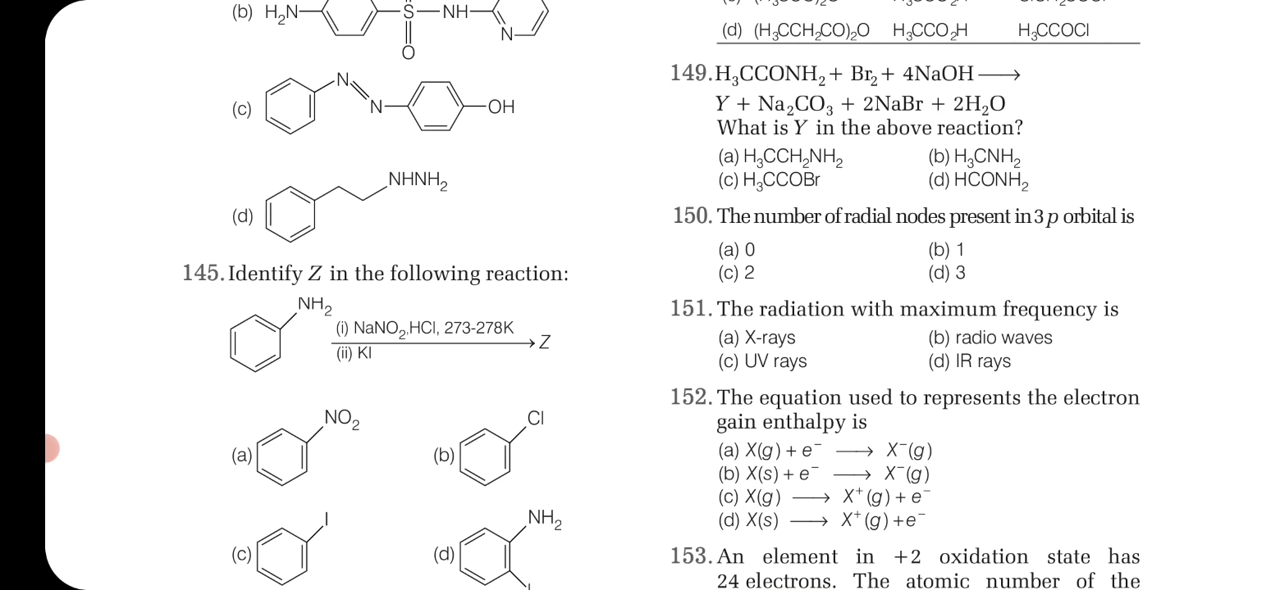 (b) H₂N S NH N
O
(c) N N OH
(d) NHNH₂
145. Identify Z in the following reaction:
NH₂
(i) NaNO₂.HCl, 273-278K
(ii) KI
Z
(a) NO₂ (b) Cl
(c) I (d) NH₂
(d) (H₃CCH₂CO)₂O H₃CCO₂H H₃CCOCl
149. H₃CCONH₂ + Br₂ + 4NaOH ⟶
Y + Na₂CO₃ + 2NaBr + 2H₂O
What is Y in the above reaction?
(a) H₃CCH₂NH₂ (b) H₃CNH₂
(c) H₃CCOBr (d) HCONH₂
150. The number of radial nodes present in 3p orbital is
(a) 0 (b) 1
(c) 2 (d) 3
151. The radiation with maximum frequency is
(a) X-rays (b) radio waves
(c) UV rays (d) IR rays
152. The equation used to represents the electron
gain enthalpy is
(a) X(g) + e⁻ ⟶ X⁻(g)
(b) X(s) + e⁻ ⟶ X⁻(g)
(c) X(g) ⟶ X⁺(g) + e⁻
(d) X(s) ⟶ X⁺(g) +e⁻
153. An element in +2 oxidation state has
24 electrons. The atomic number of the